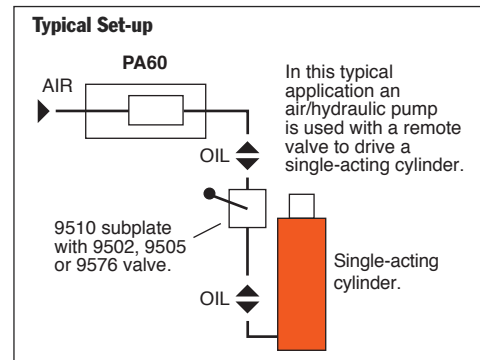 Typical Set-up
PA60
AIR
In this typical
application an
air/hydraulic pump
is used with a remote
valve to drive a
single-acting cylinder.
OIL
9510 subplate
with 9502, 9505
or 9576 valve.
Single-acting
cylinder.
OIL